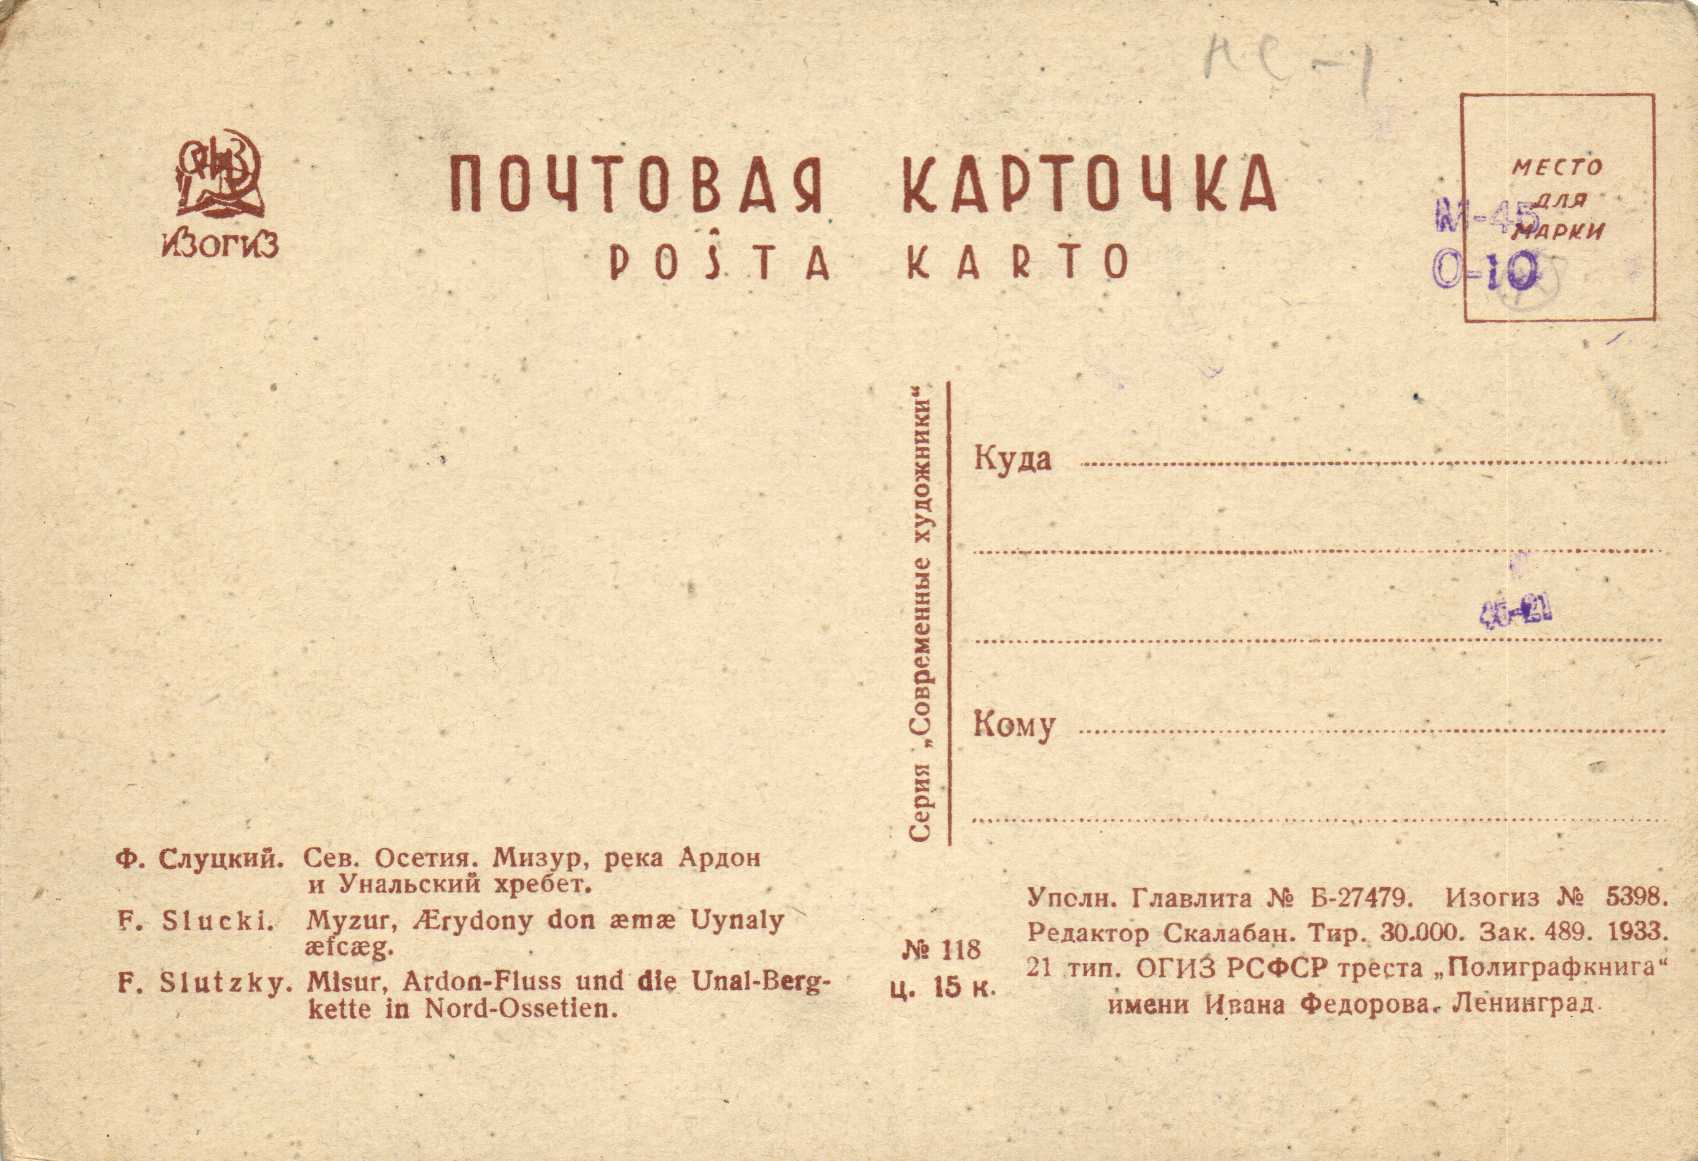 ИЗОГИЗ
ПОЧТОВАЯ КАРТОЧКА
POŜTA KARTO
МЕСТО
ДЛЯ
МАРКИ
М-45
О-10
Серия „Современные художники“
Куда
45-21
Кому
Ф. Слуцкий. Сев. Осетия. Мизур, река Ардон
и Унальский хребет.
F. Slucki. Myzur, Ærydony don æmæ Uynaly
æfcæg.
F. Slutzky. Misur, Ardon-Fluss und die Unal-Berg-
kette in Nord-Ossetien.
№ 118
Ц. 15 к.
Уполн. Главлита № Б-27479. Изогиз № 5398.
Редактор Скалабан. Тир. 30.000. Зак. 489. 1933.
21 тип. ОГИЗ РСФСР треста „Полиграфкнига“
имени Ивана Федорова. Ленинград.